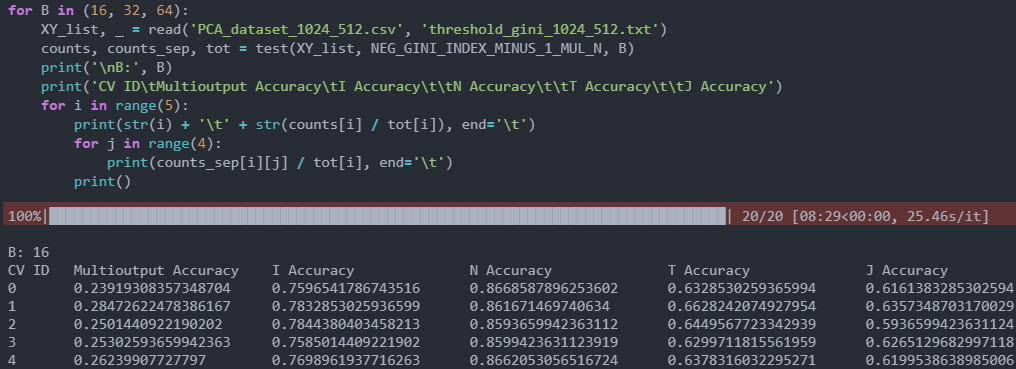 for B in (16, 32, 64):
    XY_list, _ = read('PCA_dataset_1024_512.csv', 'threshold_gini_1024_512.txt')
    counts, counts_sep, tot = test(XY_list, NEG_GINI_INDEX_MINUS_1_MUL_N, B)
    print('\nB:', B)
    print('CV ID\tMultioutput Accuracy\tI Accuracy\t\tN Accuracy\t\tT Accuracy\t\tJ Accuracy')
    for i in range(5):
        print(str(i) + '\t' + str(counts[i] / tot[i]), end='\t')
        for j in range(4):
            print(counts_sep[i][j] / tot[i], end='\t')
        print()
100%| | 20/20 [08:29<00:00, 25.46s/it]
B: 16
CV ID Multioutput Accuracy I Accuracy N Accuracy T Accuracy J Accuracy
0 0.23919308357348704 0.7596541786743516 0.8668587896253602 0.6328530259365994 0.6161383285302594
1 0.28472622478386167 0.7832853025936599 0.861671469740634 0.6628242074927954 0.6357348703170029
2 0.2501440922190202 0.7844380403458213 0.8593659942363112 0.6449567723342939 0.5936599423631124
3 0.25302593659942363 0.7585014409221902 0.8599423631123919 0.6299711815561959 0.6265129682997118
4 0.26239907727797 0.7698961937716263 0.8662053056516724 0.6378316032295271 0.6199538638985006